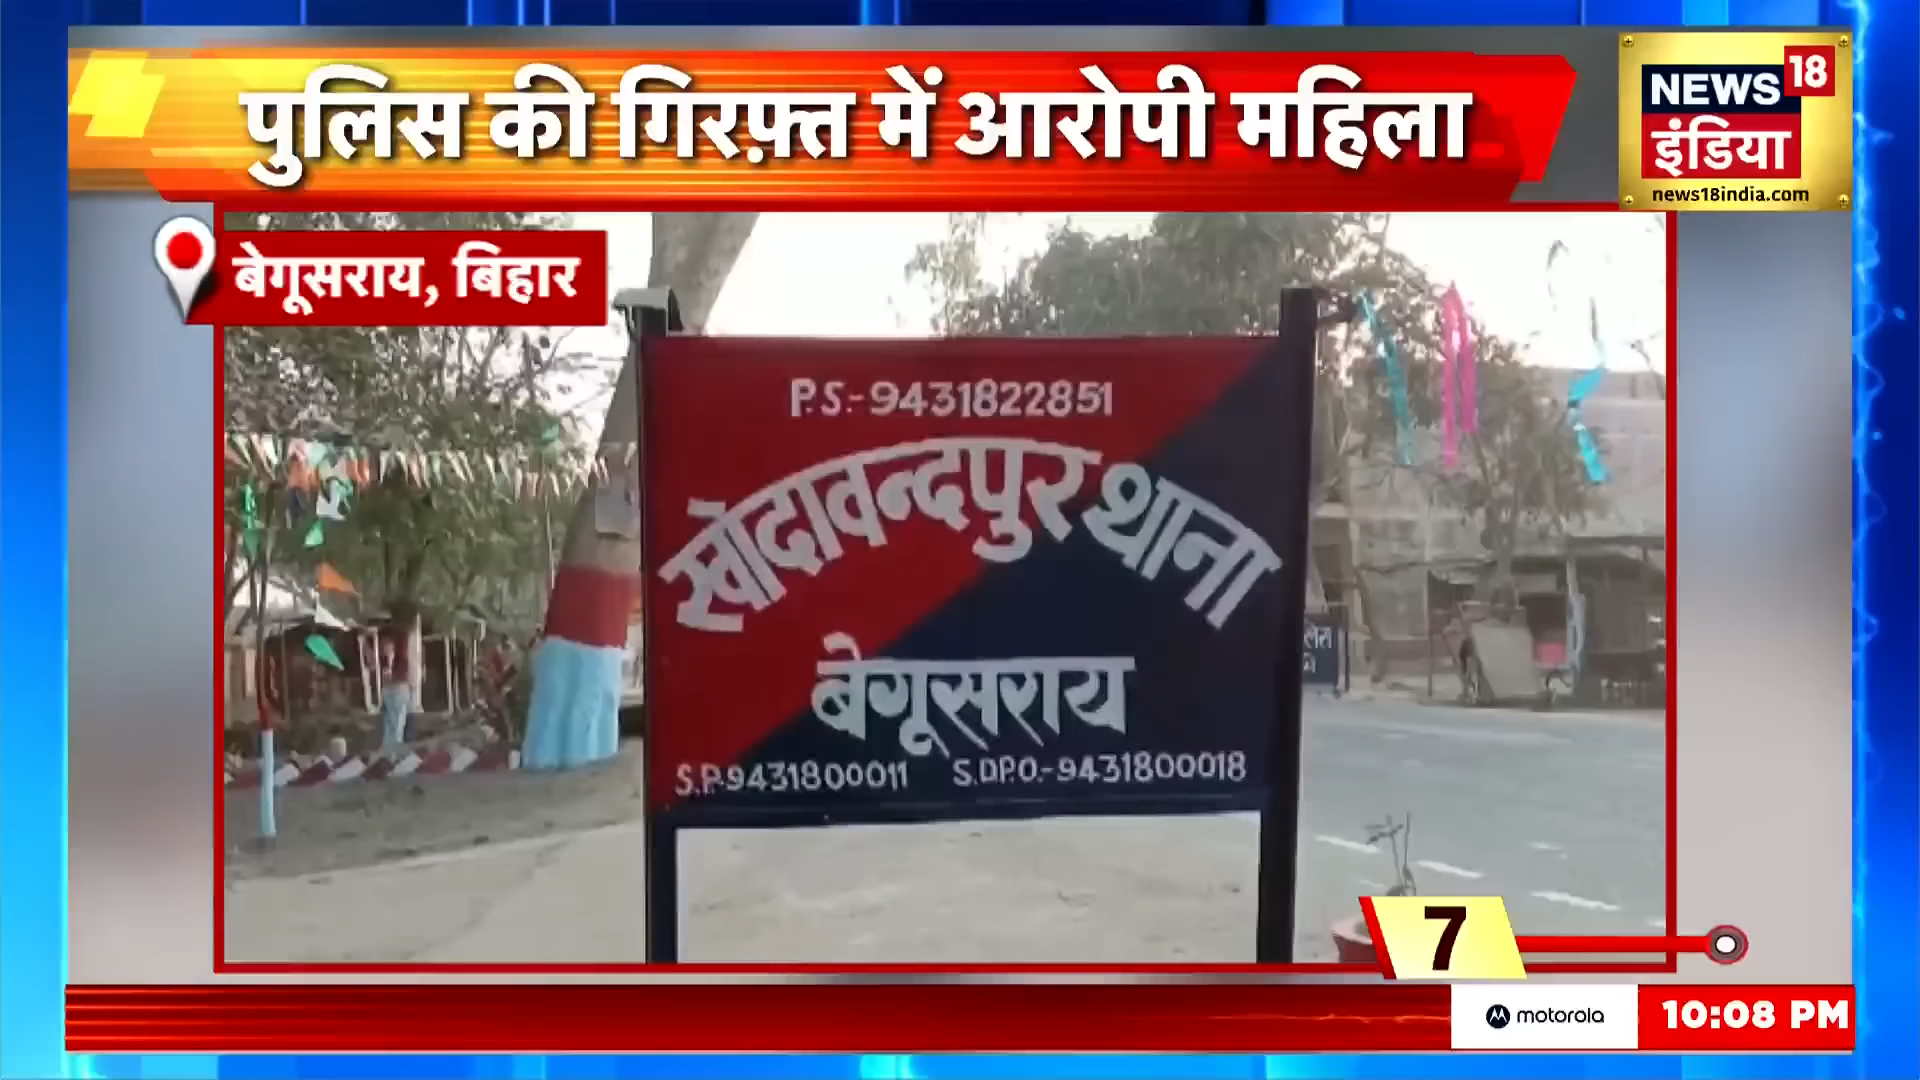 पुलिस की गिरफ़्त में आरोपी महिला
NEWS 18
इंडिया
news18india.com
बेगूसराय, बिहार
P.S.-9431822851
खोदावन्दपुर थाना
बेगूसराय
S.P.-9431800011 S.D.P.O.-9431800018
7
motorola
10:08 PM